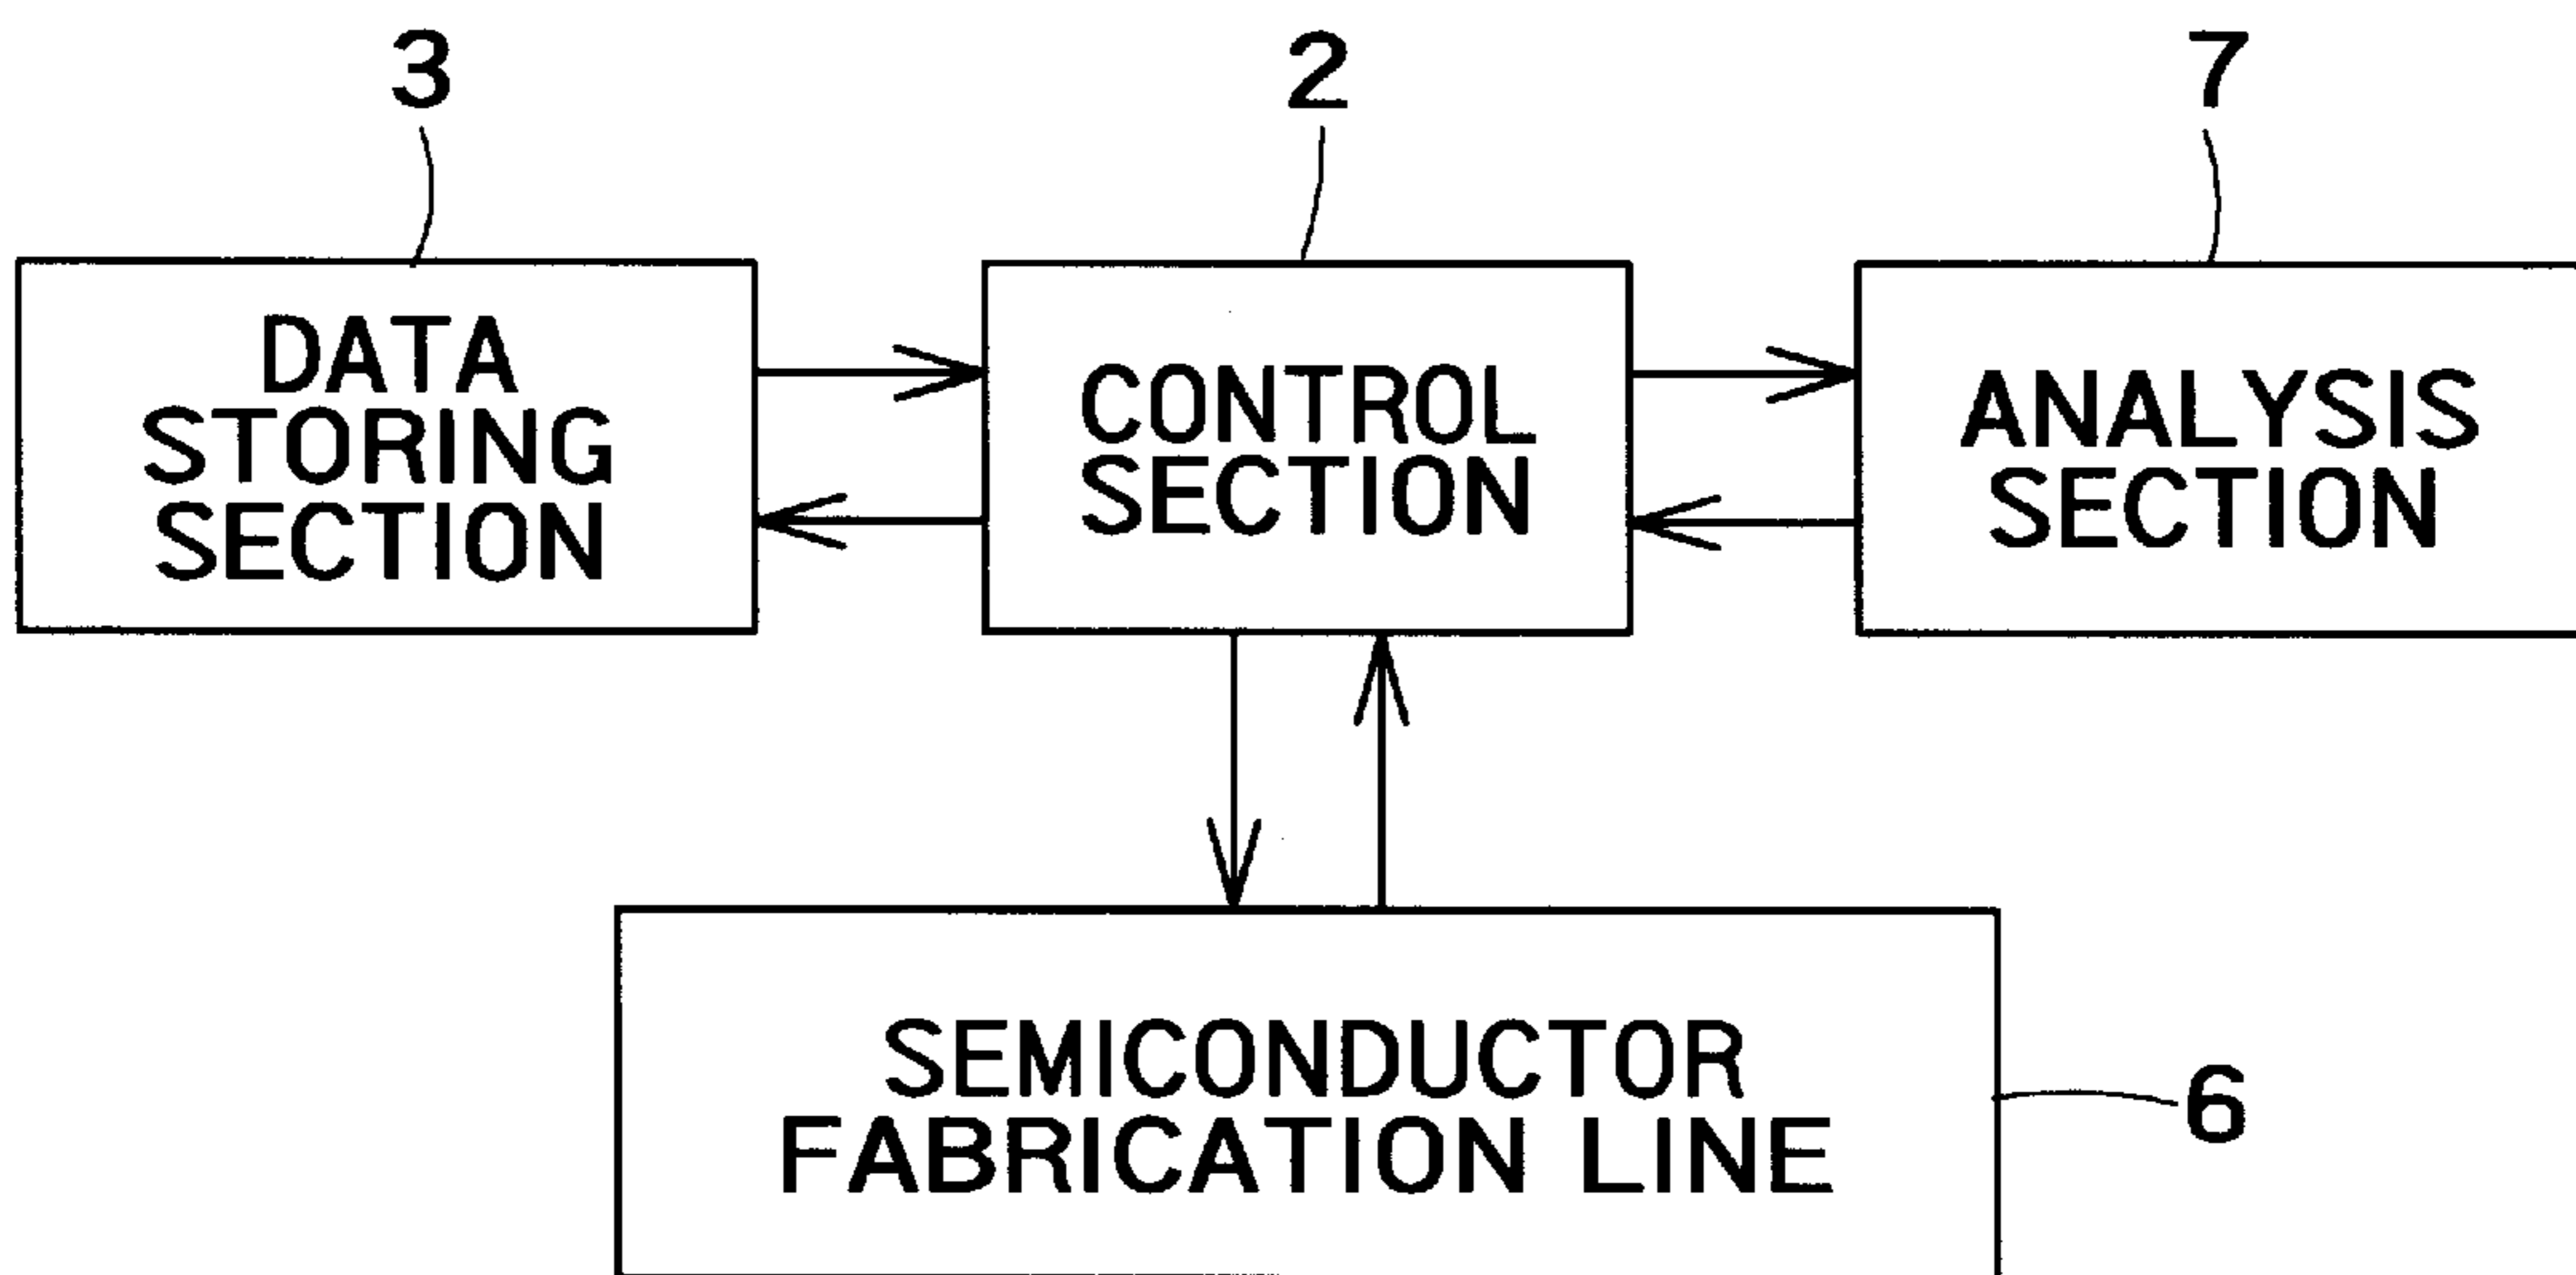 3
2
7
DATA
STORING
SECTION
CONTROL
SECTION
ANALYSIS
SECTION
SEMICONDUCTOR
FABRICATION LINE
6